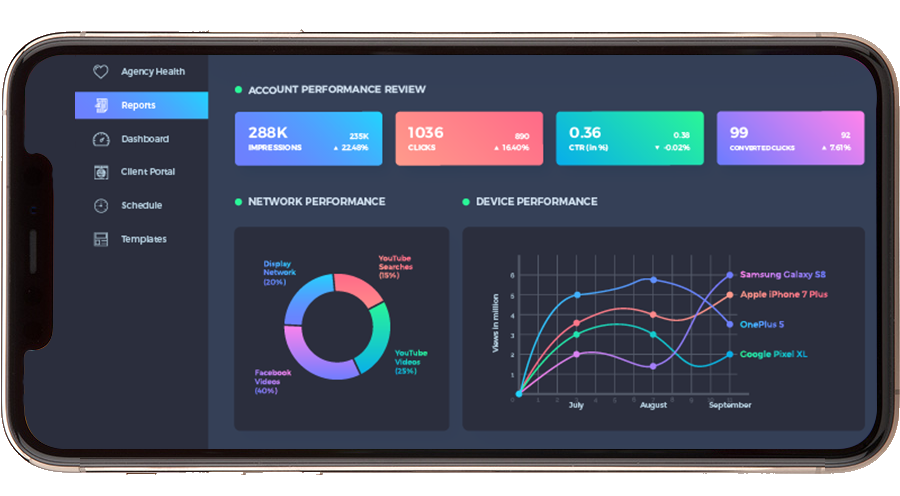 Agency Health
Reports
Dashboard
Client Portal
Schedule
Templates
ACCOUNT PERFORMANCE REVIEW
288K
235K
IMPRESSIONS
▲ 22.48%
1036
890
CLICKS
▲ 16.40%
0.36
0.38
CTR (in %)
▼ -0.02%
99
92
CONVERTED CLICKS
▲ 7.61%
NETWORK PERFORMANCE
Display
Network
(20%)
YouTube
Searches
(15%)
YouTube
Videos
(25%)
Facebook
Videos
(40%)
DEVICE PERFORMANCE
Views in million
6
5
4
3
2
1
0
1
2
3
July
August
September
Samsung Galaxy S8
Apple iPhone 7 Plus
OnePlus 5
Google Pixel XL